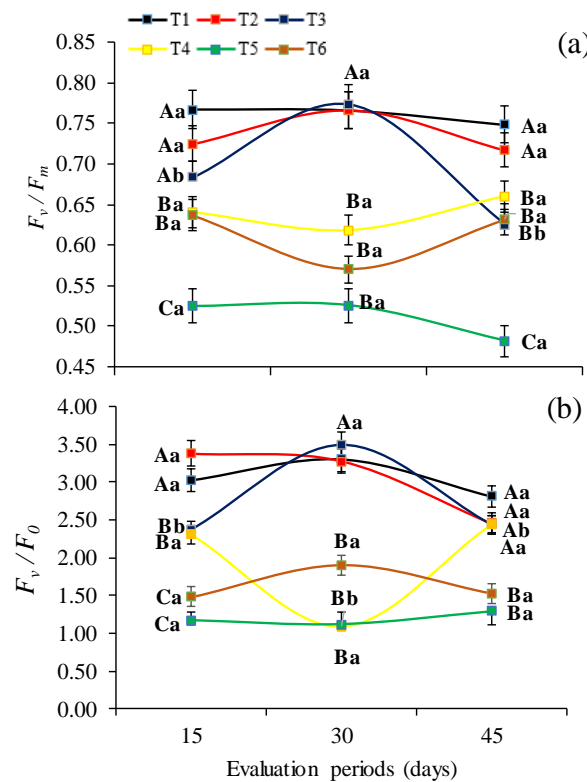 T1 T2 T3
T4 T5 T6
(a)
0.85
0.80
0.75
0.70
0.65
0.60
0.55
0.50
0.45
Fv/Fm
Aa
Aa
Aa
Aa
Aa
Ab
Ba
Ba
Ba
Ba
Ba
Ba
Bb
Ca
Ba
Ca
(b)
4.00
3.50
3.00
2.50
2.00
1.50
1.00
0.50
0.00
Fv/F0
Aa
Aa
Aa
Bb
Ba
Aa
Aa
Ab
Aa
Ba
Ca
Ca
Bb
Ba
Ba
Ba
15 30 45
Evaluation periods (days)